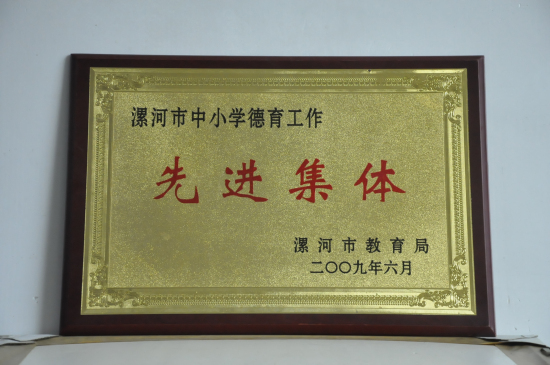 漯河市中小学德育工作
先进集体
漯河市教育局
二〇〇九年六月